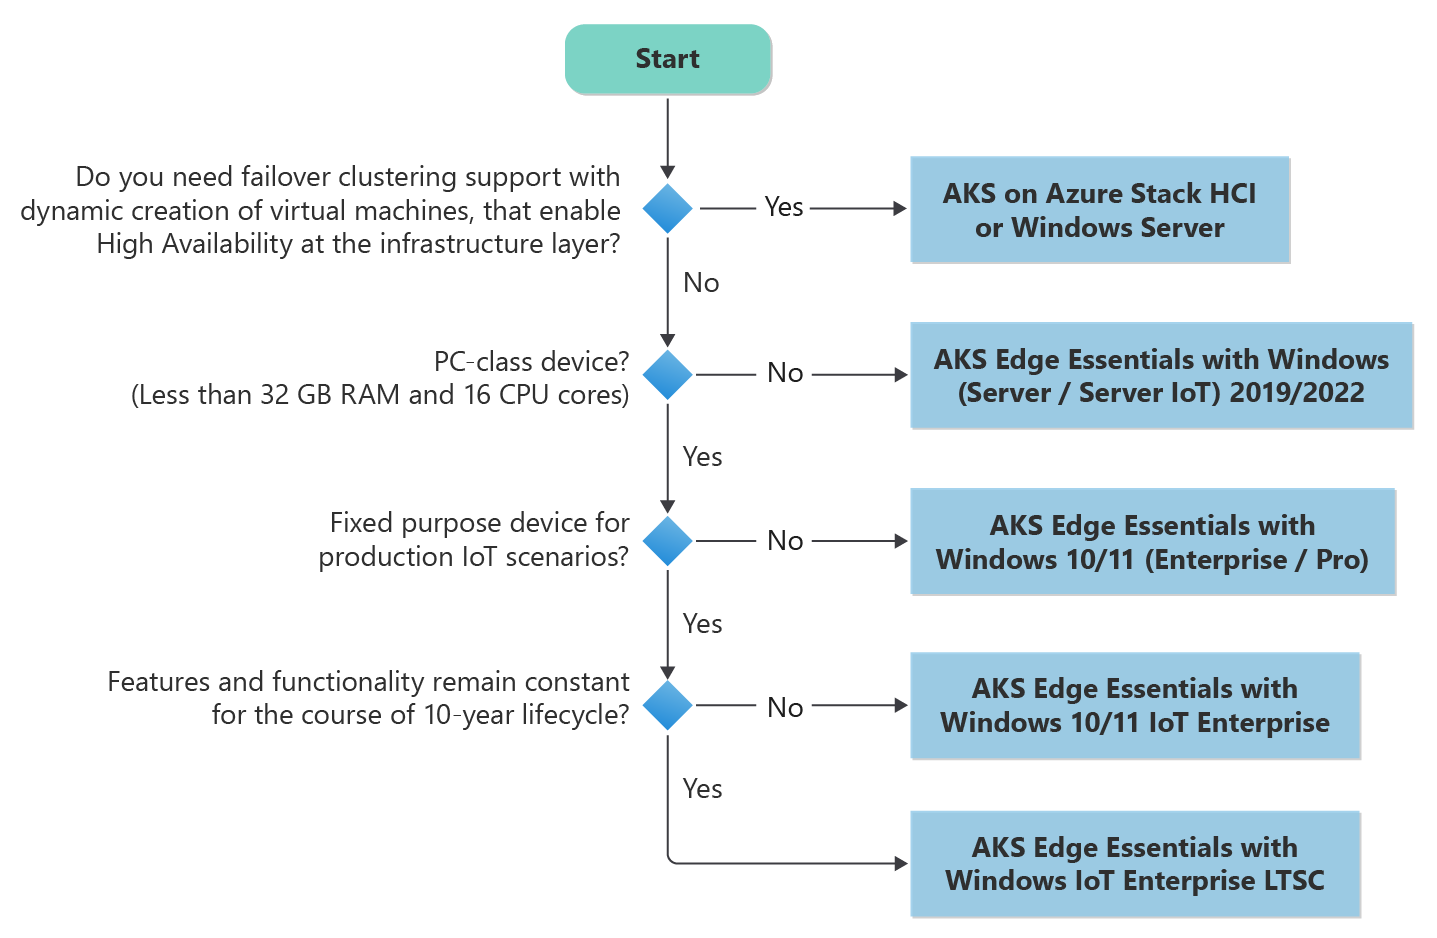 Start
Do you need failover clustering support with
dynamic creation of virtual machines, that enable
High Availability at the infrastructure layer?
Yes
AKS on Azure Stack HCI
or Windows Server
No
PC-class device?
(Less than 32 GB RAM and 16 CPU cores)
No
AKS Edge Essentials with Windows
(Server / Server IoT) 2019/2022
Yes
Fixed purpose device for
production IoT scenarios?
No
AKS Edge Essentials with
Windows 10/11 (Enterprise / Pro)
Yes
Features and functionality remain constant
for the course of 10-year lifecycle?
No
AKS Edge Essentials with
Windows 10/11 IoT Enterprise
Yes
AKS Edge Essentials with
Windows IoT Enterprise LTSC